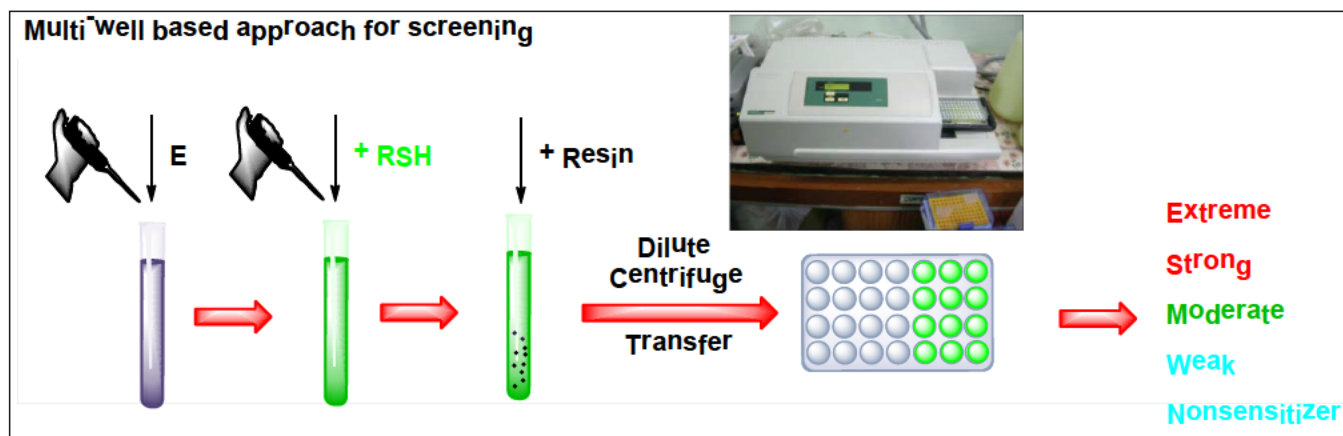 Multi-well based approach for screening
E
+ RSH
+ Resin
Dilute
Centrifuge
Transfer
Extreme
Strong
Moderate
Weak
Nonsensitizer